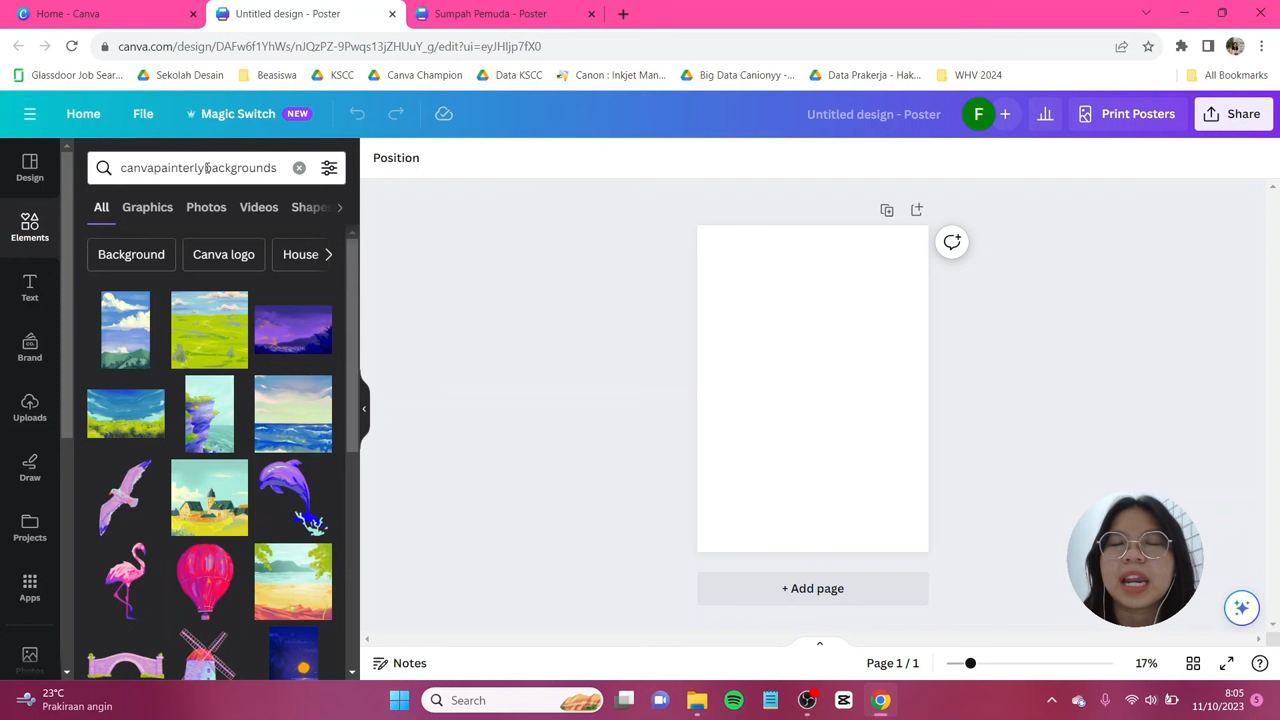 Home - Canva
Untitled design - Poster
Sumpah Pemuda - Poster
canva.com/design/DAFw6f1YhWs/nJQzPZ-9Pwqs13jZHUuY_g/edit?ui=eyJHIjp7fX0
Glassdoor Job Sear...
Sekolah Desain
Beasiswa
KSCC
Canva Champion
Data KSCC
Canon : Inkjet Man...
Big Data Canionyy -...
Data Prakerja - Hak...
WHV 2024
All Bookmarks
Home
File
Magic Switch
NEW
Untitled design - Poster
F
Print Posters
Share
Design
Elements
Text
Brand
Uploads
Draw
Projects
Apps
Photos
canvapainterlybackgrounds
All
Graphics
Photos
Videos
Shape
Background
Canva logo
House
Position
+ Add page
Notes
Page 1 / 1
17%
23°C
Prakiraan angin
Search
8:05
11/10/2023
5